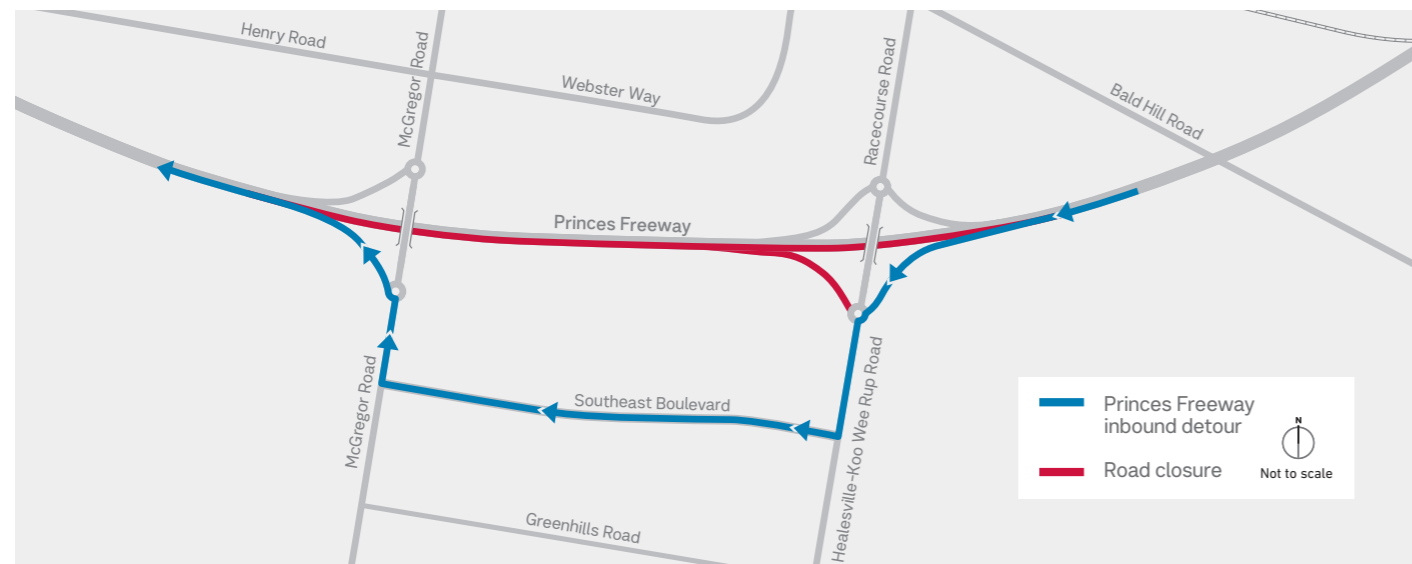 Henry Road
McGregor Road
Webster Way
Racecourse Road
Bald Hill Road
Princes Freeway
McGregor Road
Southeast Boulevard
Healesville-Koo Wee Rup Road
Greenhills Road
Princes Freeway
inbound detour
Road closure
N
Not to scale